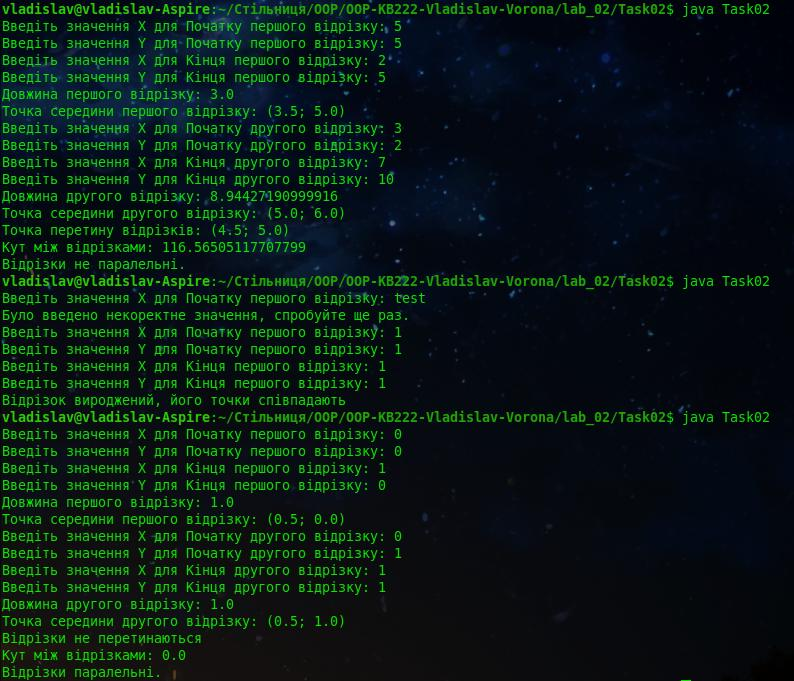 vladislav@vladislav-Aspire:~/Стільниця/OOP/OOP-KB222-Vladislav-Vorona/lab_02/Task02$ java Task02
Введіть значення X для Початку першого відрізку: 5
Введіть значення Y для Початку першого відрізку: 5
Введіть значення X для Кінця першого відрізку: 2
Введіть значення Y для Кінця першого відрізку: 5
Довжина першого відрізку: 3.0
Точка середини першого відрізку: (3.5; 5.0)
Введіть значення X для Початку другого відрізку: 3
Введіть значення Y для Початку другого відрізку: 2
Введіть значення X для Кінця другого відрізку: 7
Введіть значення Y для Кінця другого відрізку: 10
Довжина другого відрізку: 8.94427190999916
Точка середини другого відрізку: (5.0; 6.0)
Точка перетину відрізків: (4.5; 5.0)
Кут між відрізками: 116.56505117707799
Відрізки не паралельні.
vladislav@vladislav-Aspire:~/Стільниця/OOP/OOP-KB222-Vladislav-Vorona/lab_02/Task02$ java Task02
Введіть значення X для Початку першого відрізку: test
Було введено некоректне значення, спробуйте ще раз.
Введіть значення X для Початку першого відрізку: 1
Введіть значення Y для Початку першого відрізку: 1
Введіть значення X для Кінця першого відрізку: 1
Введіть значення Y для Кінця першого відрізку: 1
Відрізок вироджений, його точки співпадають
vladislav@vladislav-Aspire:~/Стільниця/OOP/OOP-KB222-Vladislav-Vorona/lab_02/Task02$ java Task02
Введіть значення X для Початку першого відрізку: 0
Введіть значення Y для Початку першого відрізку: 0
Введіть значення X для Кінця першого відрізку: 1
Введіть значення Y для Кінця першого відрізку: 0
Довжина першого відрізку: 1.0
Точка середини першого відрізку: (0.5; 0.0)
Введіть значення X для Початку другого відрізку: 0
Введіть значення Y для Початку другого відрізку: 1
Введіть значення X для Кінця другого відрізку: 1
Введіть значення Y для Кінця другого відрізку: 1
Довжина другого відрізку: 1.0
Точка середини другого відрізку: (0.5; 1.0)
Відрізки не перетинаються
Кут між відрізками: 0.0
Відрізки паралельні.